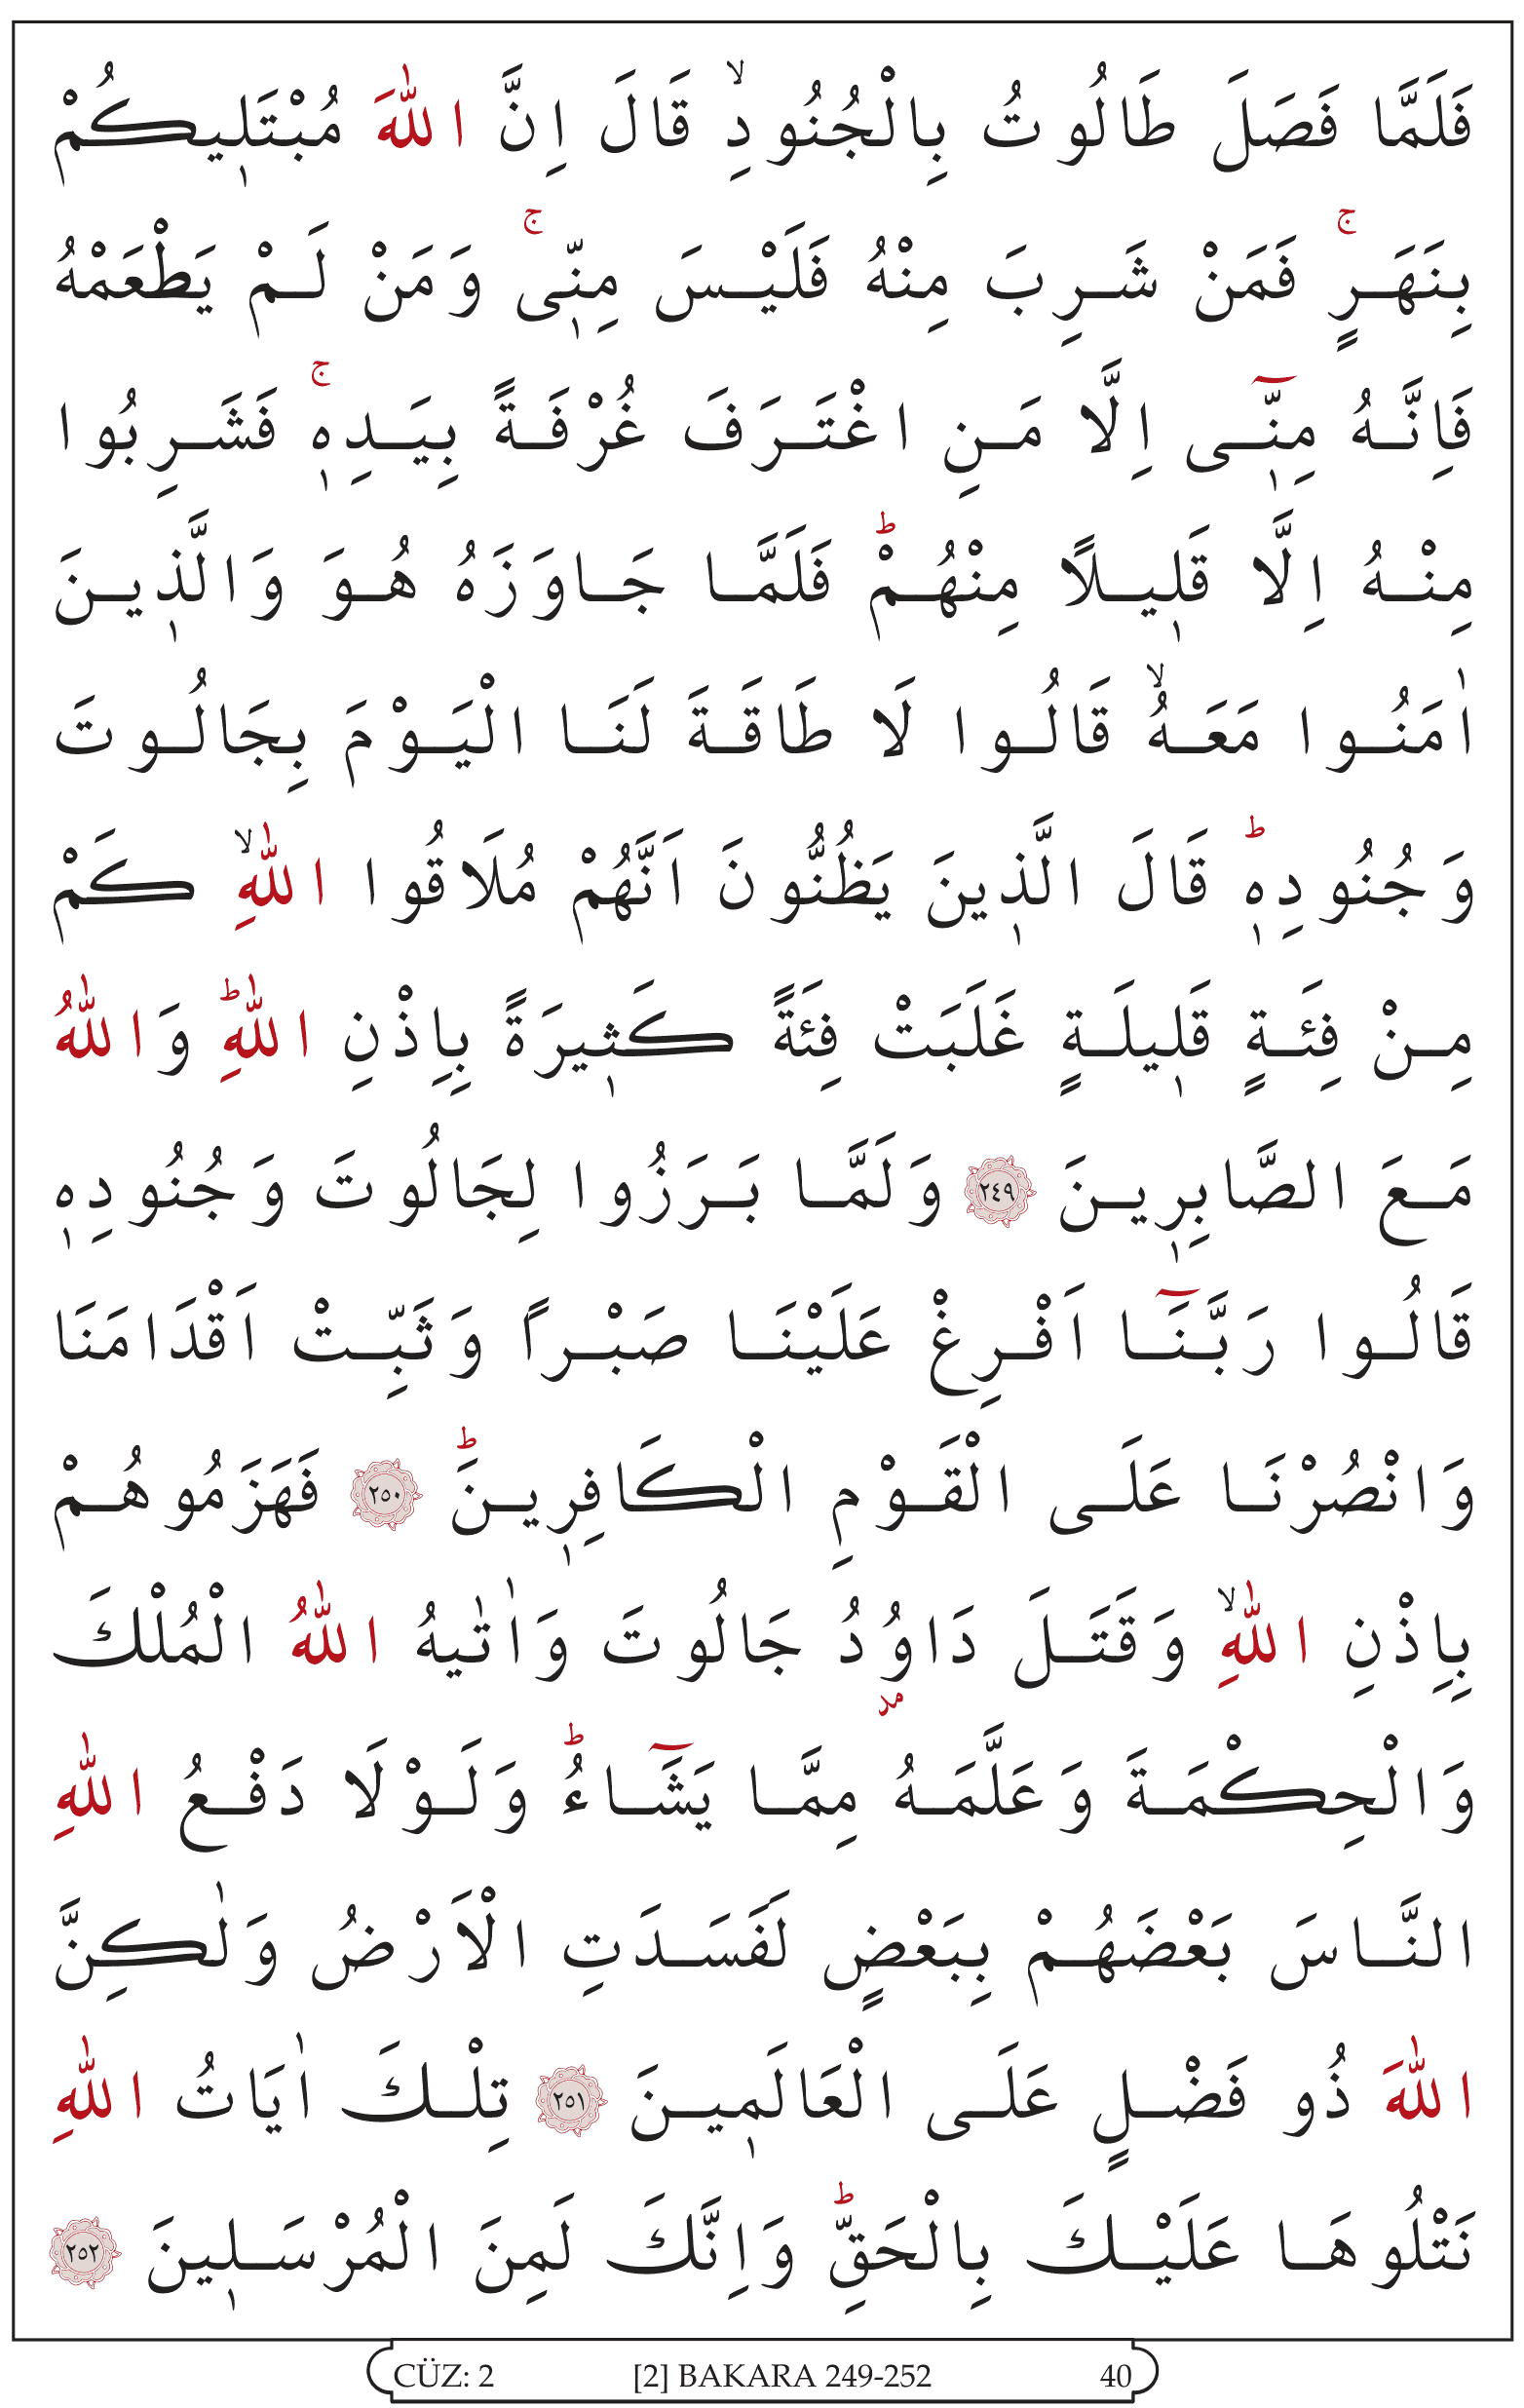 فَلَمَّا فَصَلَ طَالُوتُ بِالْجُنُودِۙ قَالَ اِنَّ اللّٰهَ مُبْتَلٖيكُمْ
بِنَهَرٍۚ فَمَنْ شَرِبَ مِنْهُ فَلَيْسَ مِنّٖىۚ وَمَنْ لَمْ يَطْعَمْهُ
فَاِنَّهُ مِنّٖٓى اِلَّا مَنِ اغْتَرَفَ غُرْفَةً بِيَدِهٖۚ فَشَرِبُوا
مِنْهُ اِلَّا قَلٖيلًا مِنْهُمْؕ فَلَمَّا جَاوَزَهُ هُوَ وَالَّذٖينَ
اٰمَنُوا مَعَهُۙ قَالُوا لَا طَاقَةَ لَنَا الْيَوْمَ بِجَالُوتَ
وَجُنُودِهٖؕ قَالَ الَّذٖينَ يَظُنُّونَ اَنَّهُمْ مُلَاقُوا اللّٰهِۙ كَمْ
مِنْ فِئَةٍ قَلٖيلَةٍ غَلَبَتْ فِئَةً كَثٖيرَةً بِاِذْنِ اللّٰهِؕ وَاللّٰهُ
مَعَ الصَّابِرٖينَ ﴿٢٤٩﴾ وَلَمَّا بَرَزُوا لِجَالُوتَ وَجُنُودِهٖ
قَالُوا رَبَّنَٓا اَفْرِغْ عَلَيْنَا صَبْراً وَثَبِّتْ اَقْدَامَنَا
وَانْصُرْنَا عَلَى الْقَوْمِ الْكَافِرٖينَؕ ﴿٢٥٠﴾ فَهَزَمُوهُمْ
بِاِذْنِ اللّٰهِۙ وَقَتَلَ دَاوُدُ جَالُوتَ وَاٰتٰيهُ اللّٰهُ الْمُلْكَ
وَالْحِكْمَةَ وَعَلَّمَهُ مِمَّا يَشَٓاءُؕ وَلَوْلَا دَفْعُ اللّٰهِ
النَّاسَ بَعْضَهُمْ بِبَعْضٍ لَفَسَدَتِ الْاَرْضُ وَلٰكِنَّ
اللّٰهَ ذُو فَضْلٍ عَلَى الْعَالَمٖينَ ﴿٢٥١﴾ تِلْكَ اٰيَاتُ اللّٰهِ
نَتْلُوهَا عَلَيْكَ بِالْحَقِّؕ وَاِنَّكَ لَمِنَ الْمُرْسَلٖينَ ﴿٢٥٢﴾
CÜZ: 2 [2] BAKARA 249-252 40